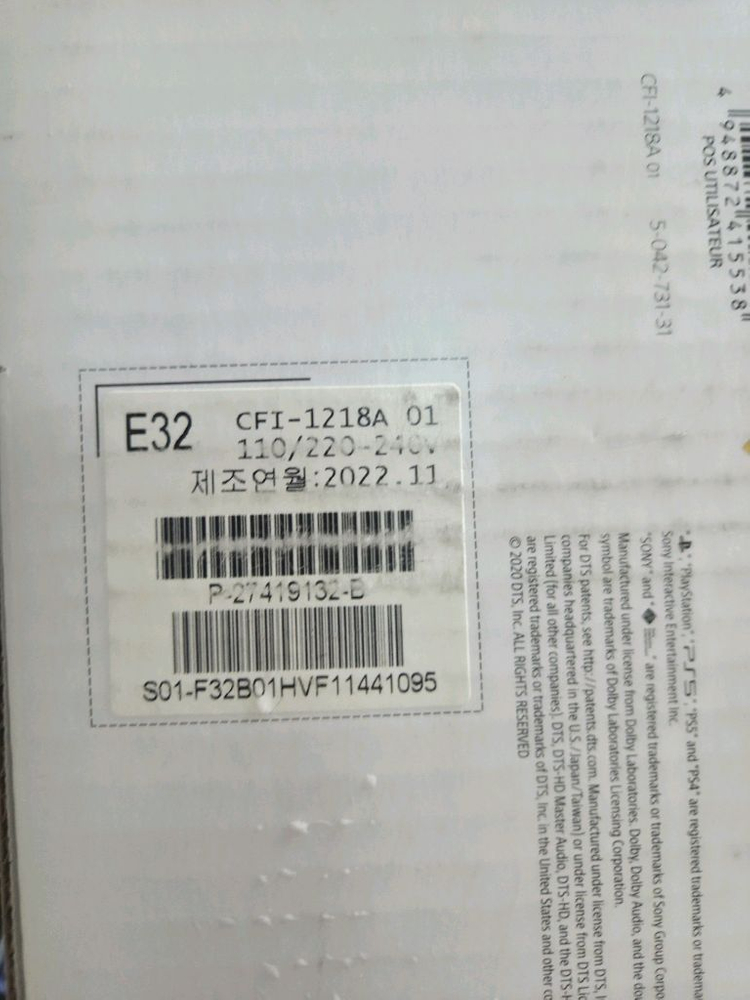 E32
CFI-1218A 01
110/220-240V
제조연월:2022.11
P-27419132-B
S01-F32B01HVF11441095
4 948872 415538
POS UTILISATEUR
CFI-1218A 01 5-042-731-31
"PlayStation", "PS5", "PS5" and "PS4" are registered trademarks or
Sony Interactive Entertainment Inc.
"SONY" and " " are registered trademarks or trademarks of Sony Group
Manufactured under license from Dolby Laboratories. Dolby, Dolby Audio, and the
symbol are trademarks of Dolby Laboratories Licensing Corporation.
For DTS patents, see http://patents.dts.com. Manufactured under license from DTS,
companies headquartered in the U.S./Japan/Taiwan) or under license from DTS
Limited (for all other companies). DTS, DTS-HD Master Audio, DTS-HD, and the
are registered trademarks or trademarks of DTS, Inc. in the United States and other
© 2020 DTS, Inc. ALL RIGHTS RESERVED